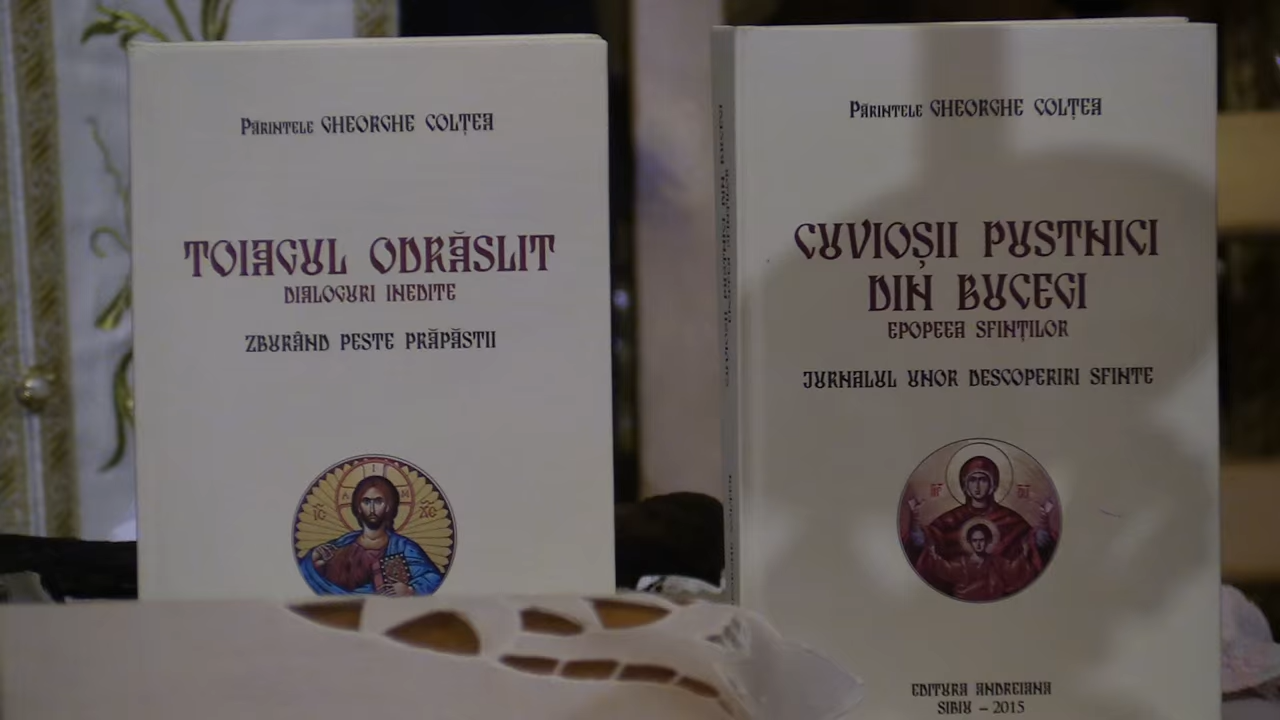 Părintele GHEORGHE COLȚEA
TOIAGUL ODRĂSLIT
DIALOGURI INEDITE
ZBURÂND PESTE PRĂPĂSTII
Părintele GHEORGHE COLȚEA
CUVIOȘII PUSTNICI
DIN BUCEGI
EPOPEEA SFINȚILOR
JURNALUL UNOR DESCOPERIRI SFINTE
EDITURA ANDREIANA
SIBIU – 2015